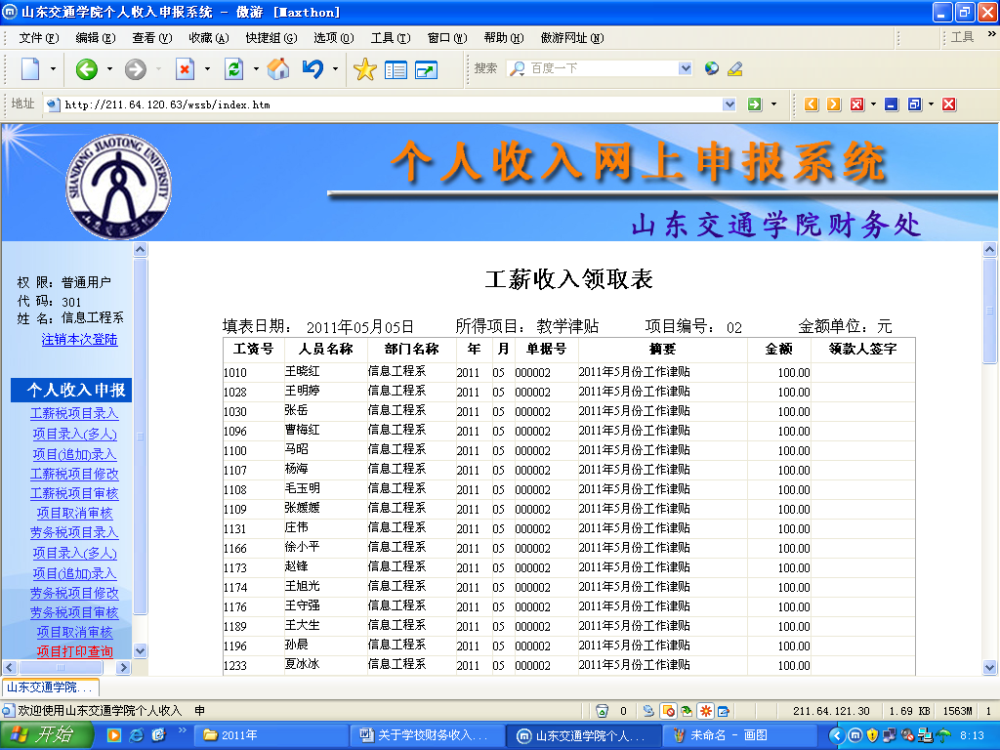 山东交通学院个人收入申报系统 - 傲游 [Maxthon]
文件(F) 编辑(E) 查看(V) 收藏(A) 快捷组(G) 选项(O) 工具(T) 窗口(W) 帮助(H) 傲游网址(N) 工具 »
搜索 百度一下
地址 http://211.64.120.63/wssb/index.htm
SHANDONG JIAOTONG UNIVERSITY
个人收入网上申报系统
山东交通学院财务处
权 限: 普通用户
代 码: 301
姓 名: 信息工程系
注销本次登陆
个人收入申报
工薪税项目录入
项目录入(多人)
项目(追加)录入
工薪税项目修改
工薪税项目审核
项目取消审核
劳务税项目录入
项目录入(多人)
项目(追加)录入
劳务税项目修改
劳务税项目审核
项目取消审核
项目打印查询
工薪收入领取表
填表日期: 2011年05月05日 所得项目: 教学津贴 项目编号: 02 金额单位: 元
工资号 人员名称 部门名称 年 月 单据号 摘要 金额 领款人签字
1010 王晓红 信息工程系 2011 05 000002 2011年5月份工作津贴 100.00
1028 王明婷 信息工程系 2011 05 000002 2011年5月份工作津贴 100.00
1030 张岳 信息工程系 2011 05 000002 2011年5月份工作津贴 100.00
1096 曹梅红 信息工程系 2011 05 000002 2011年5月份工作津贴 100.00
1100 马昭 信息工程系 2011 05 000002 2011年5月份工作津贴 100.00
1107 杨海 信息工程系 2011 05 000002 2011年5月份工作津贴 100.00
1108 毛玉明 信息工程系 2011 05 000002 2011年5月份工作津贴 100.00
1109 张媛媛 信息工程系 2011 05 000002 2011年5月份工作津贴 100.00
1131 庄伟 信息工程系 2011 05 000002 2011年5月份工作津贴 100.00
1166 徐小平 信息工程系 2011 05 000002 2011年5月份工作津贴 100.00
1173 赵锋 信息工程系 2011 05 000002 2011年5月份工作津贴 100.00
1174 王旭光 信息工程系 2011 05 000002 2011年5月份工作津贴 100.00
1176 王守强 信息工程系 2011 05 000002 2011年5月份工作津贴 100.00
1189 王大生 信息工程系 2011 05 000002 2011年5月份工作津贴 100.00
1196 孙晨 信息工程系 2011 05 000002 2011年5月份工作津贴 100.00
1233 夏冰冰 信息工程系 2011 05 000002 2011年5月份工作津贴 100.00
山东交通学院...
欢迎使用山东交通学院个人收入 申 0 211.64.121.30 1.69 KB 1563M 1
开始 » 2011年 关于学校财务收入... 山东交通学院个人... 未命名 - 画图 8:13